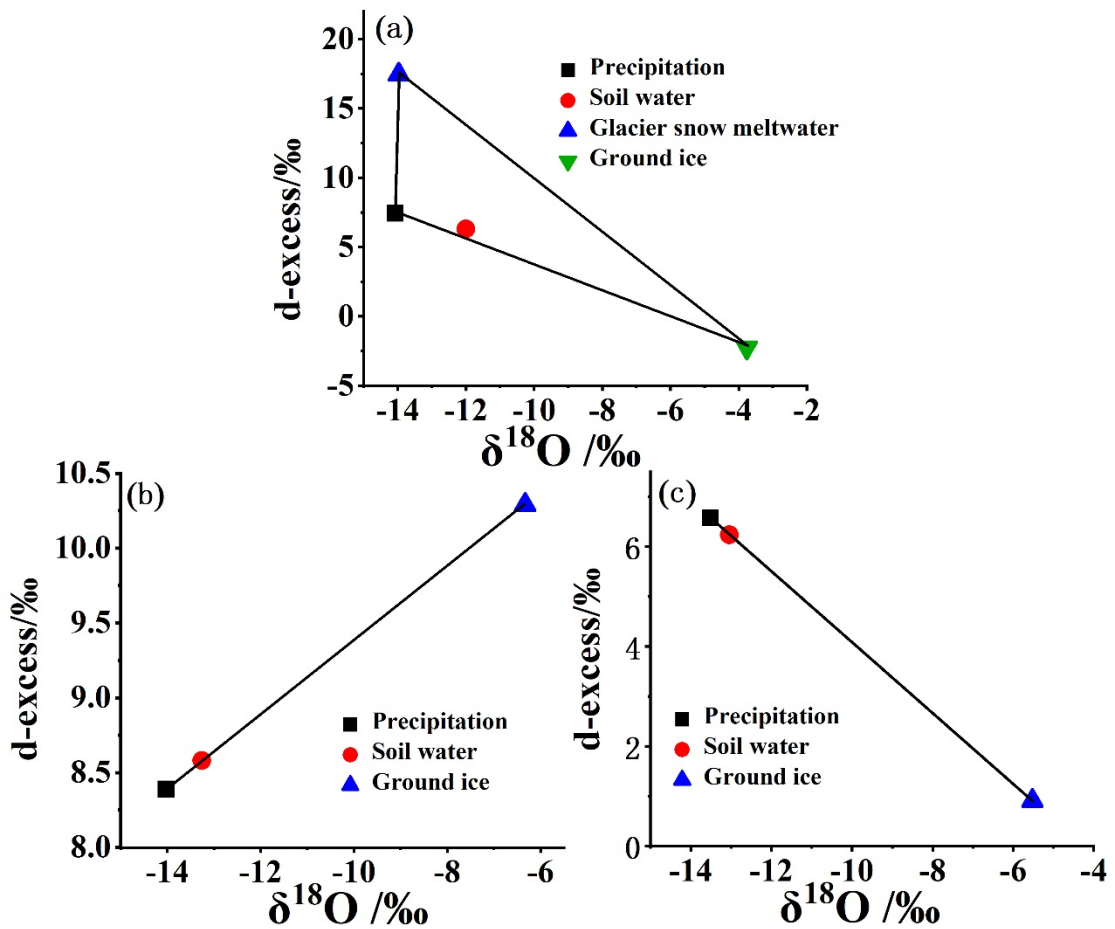 (a)
20
15
10
5
0
-5
d-excess/‰
Precipitation
Soil water
Glacier snow meltwater
Ground ice
-14 -12 -10 -8 -6 -4 -2
δ¹⁸O /‰
(b)
10.5
10.0
9.5
9.0
8.5
8.0
d-excess/‰
Precipitation
Soil water
Ground ice
-14 -12 -10 -8 -6
δ¹⁸O /‰
(c)
6
4
2
0
d-excess/‰
Precipitation
Soil water
Ground ice
-14 -12 -10 -8 -6 -4
δ¹⁸O /‰